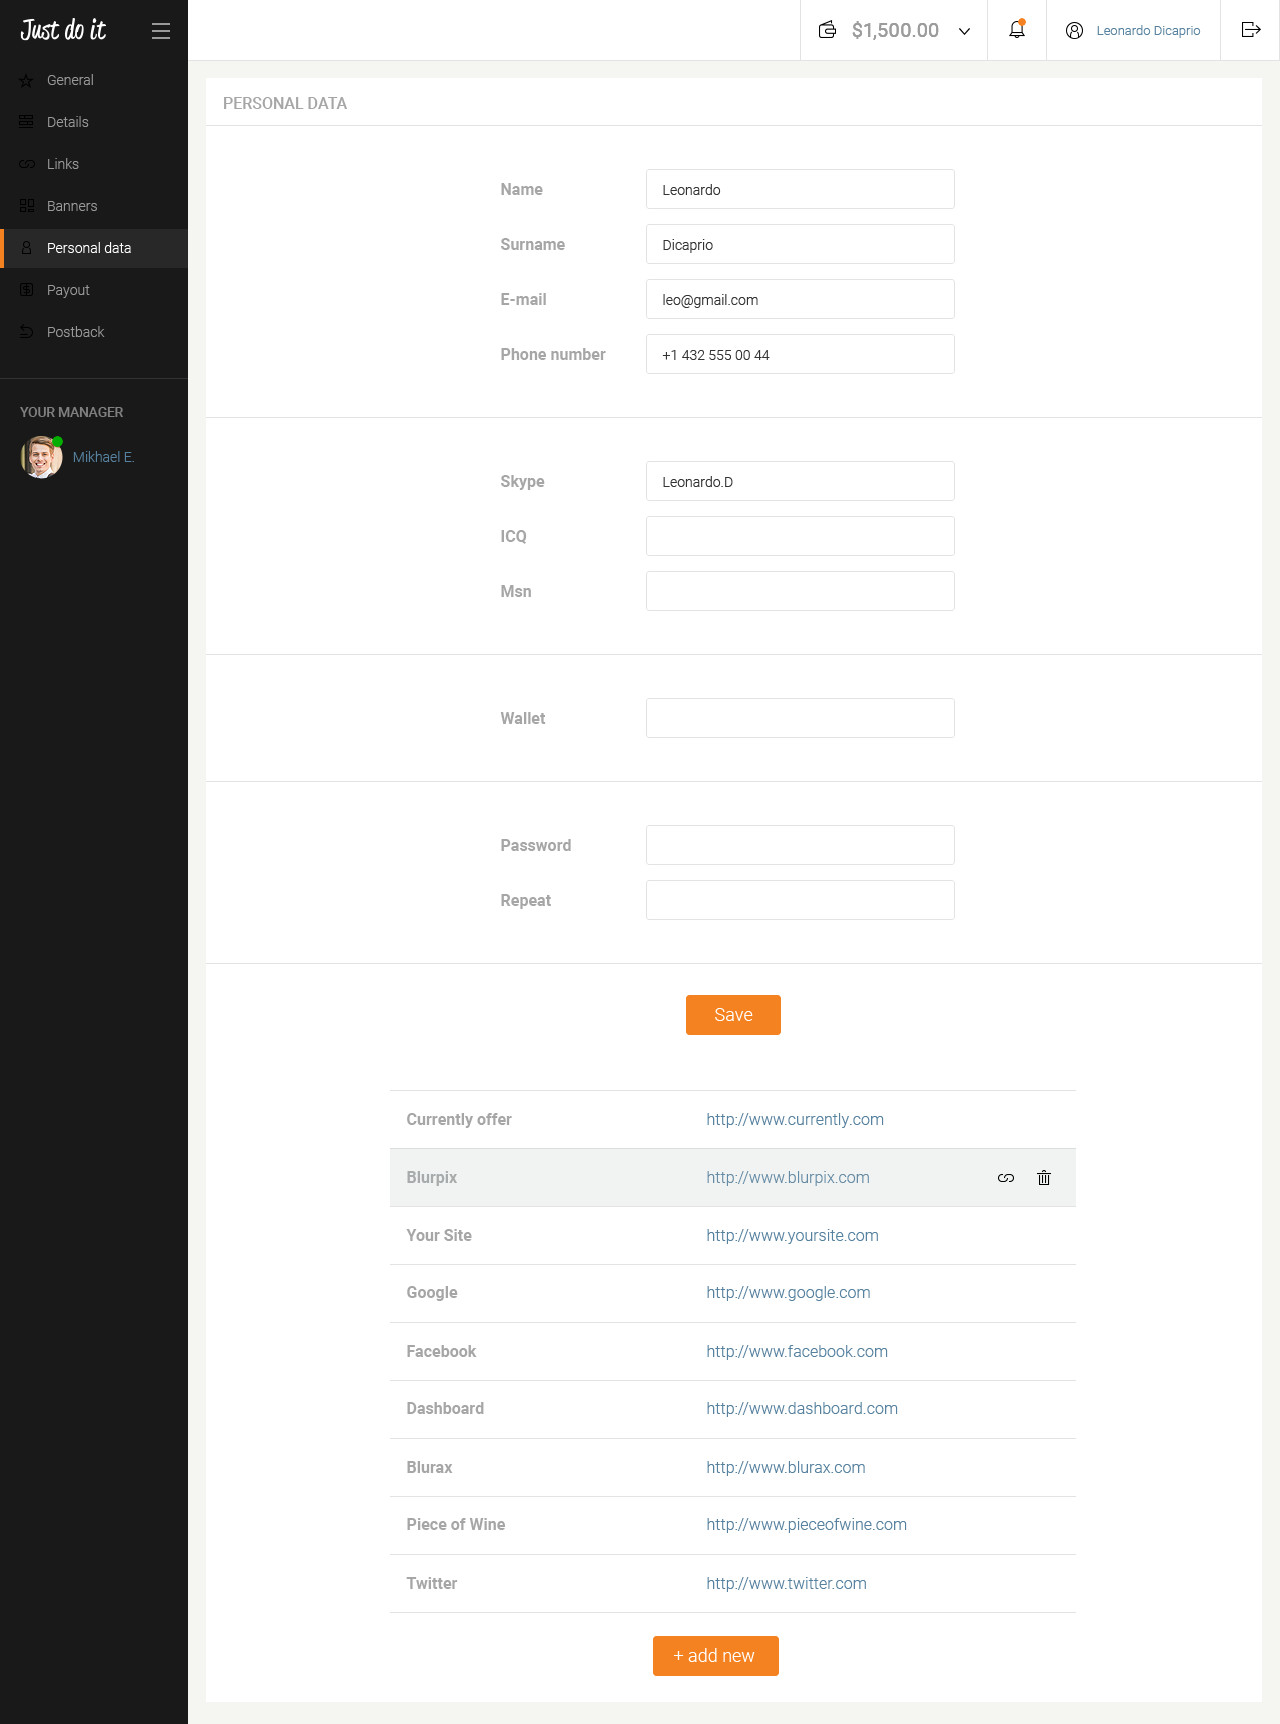 Just do it
$1,500.00
Leonardo Dicaprio
General
Details
Links
Banners
Personal data
Payout
Postback
YOUR MANAGER
Mikhael E.
PERSONAL DATA
Name Leonardo
Surname Dicaprio
E-mail leo@gmail.com
Phone number +1 432 555 00 44
Skype Leonardo.D
ICQ
Msn
Wallet
Password
Repeat
Save
Currently offer http://www.currently.com
Blurpix http://www.blurpix.com
Your Site http://www.yoursite.com
Google http://www.google.com
Facebook http://www.facebook.com
Dashboard http://www.dashboard.com
Blurax http://www.blurax.com
Piece of Wine http://www.pieceofwine.com
Twitter http://www.twitter.com
+ add new